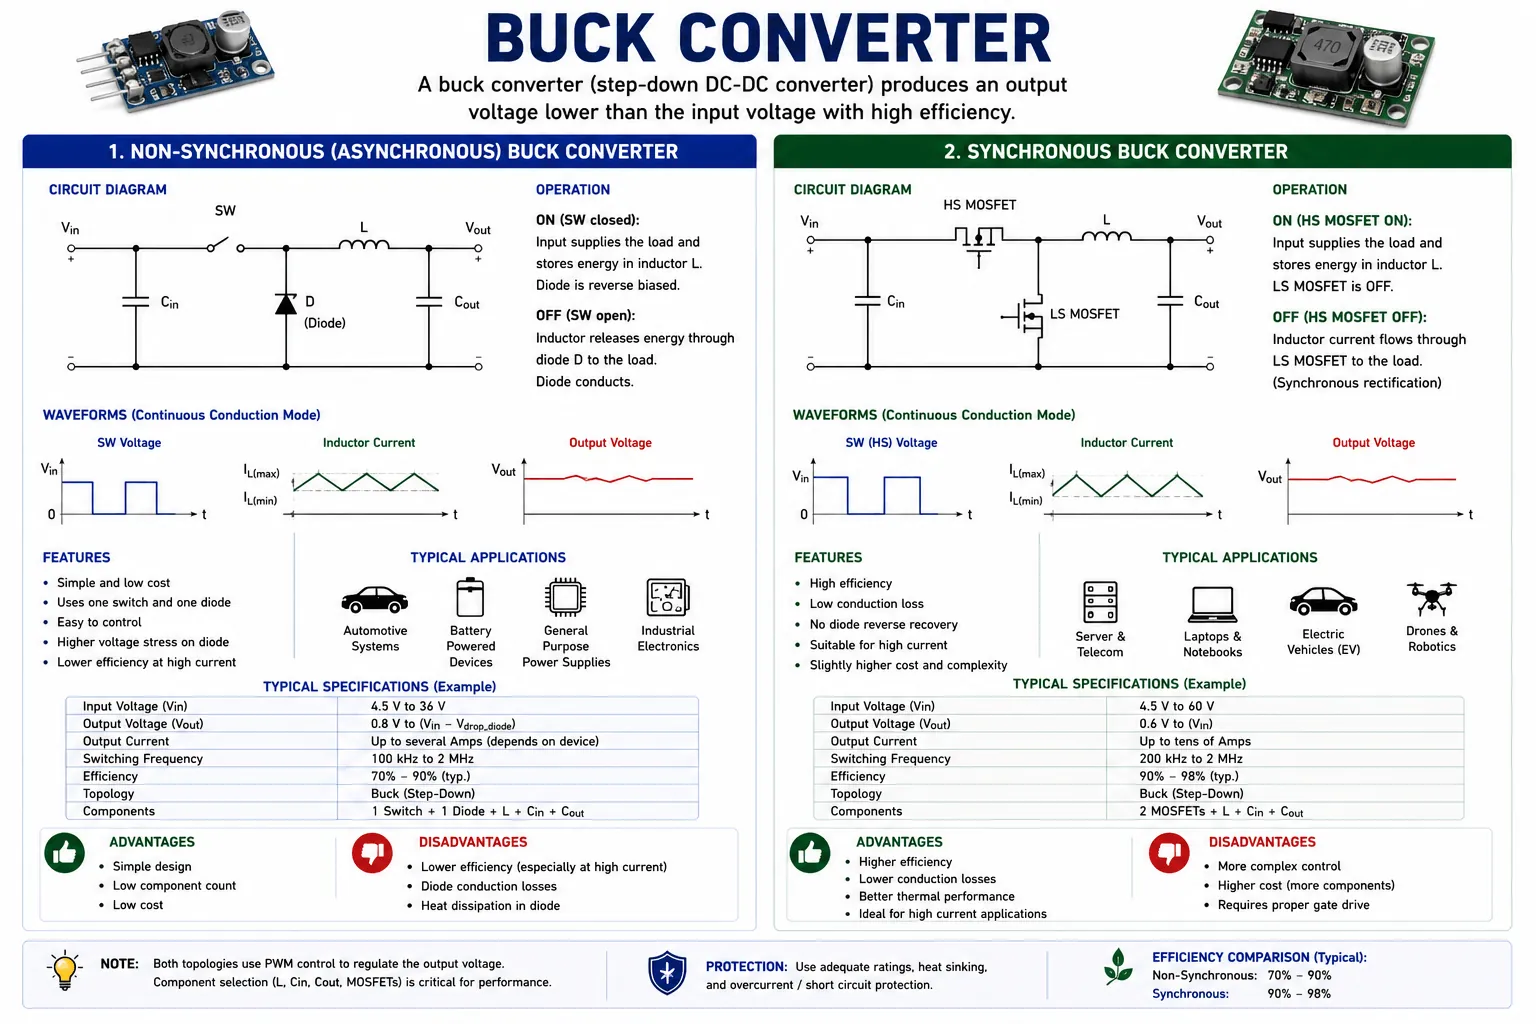 BUCK CONVERTER
A buck converter (step-down DC-DC converter) produces an output
voltage lower than the input voltage with high efficiency.
470
1. NON-SYNCHRONOUS (ASYNCHRONOUS) BUCK CONVERTER
CIRCUIT DIAGRAM
SW
Vin
+
L
Vout
+
Cin
D
(Diode)
Cout
−
−
OPERATION
ON (SW closed):
Input supplies the load and
stores energy in inductor L.
Diode is reverse biased.
OFF (SW open):
Inductor releases energy through
diode D to the load.
Diode conducts.
WAVEFORMS (Continuous Conduction Mode)
SW Voltage
Vin
0
t
Inductor Current
IL(max)
IL(min)
t
Output Voltage
Vout
t
FEATURES
• Simple and low cost
• Uses one switch and one diode
• Easy to control
• Higher voltage stress on diode
• Lower efficiency at high current
TYPICAL APPLICATIONS
Automotive
Systems
Battery
Powered
Devices
General
Purpose
Power Supplies
Industrial
Electronics
TYPICAL SPECIFICATIONS (Example)
Input Voltage (Vin) 4.5 V to 36 V
Output Voltage (Vout) 0.8 V to (Vin – Vdrop_diode)
Output Current Up to several Amps (depends on device)
Switching Frequency 100 kHz to 2 MHz
Efficiency 70% – 90% (typ.)
Topology Buck (Step-Down)
Components 1 Switch + 1 Diode + L + Cin + Cout
ADVANTAGES
• Simple design
• Low component count
• Low cost
DISADVANTAGES
• Lower efficiency (especially at high current)
• Diode conduction losses
• Heat dissipation in diode
2. SYNCHRONOUS BUCK CONVERTER
CIRCUIT DIAGRAM
HS MOSFET
Vin
+
L
Vout
+
Cin
LS MOSFET
Cout
−
−
OPERATION
ON (HS MOSFET ON):
Input supplies the load and
stores energy in inductor L.
LS MOSFET is OFF.
OFF (HS MOSFET OFF):
Inductor current flows through
LS MOSFET to the load.
(Synchronous rectification)
WAVEFORMS (Continuous Conduction Mode)
SW (HS) Voltage
Vin
0
t
Inductor Current
IL(max)
IL(min)
t
Output Voltage
Vout
t
FEATURES
• High efficiency
• Low conduction loss
• No diode reverse recovery
• Suitable for high current
• Slightly higher cost and complexity
TYPICAL APPLICATIONS
Server &
Telecom
Laptops &
Notebooks
Electric
Vehicles (EV)
Drones &
Robotics
TYPICAL SPECIFICATIONS (Example)
Input Voltage (Vin) 4.5 V to 60 V
Output Voltage (Vout) 0.6 V to (Vin)
Output Current Up to tens of Amps
Switching Frequency 200 kHz to 2 MHz
Efficiency 90% – 98% (typ.)
Topology Buck (Step-Down)
Components 2 MOSFETs + L + Cin + Cout
ADVANTAGES
• Higher efficiency
• Lower conduction losses
• Better thermal performance
• Ideal for high current applications
DISADVANTAGES
• More complex control
• Higher cost (more components)
• Requires proper gate drive
NOTE: Both topologies use PWM control to regulate the output voltage.
Component selection (L, Cin, Cout, MOSFETs) is critical for performance.
PROTECTION: Use adequate ratings, heat sinking,
and overcurrent / short circuit protection.
EFFICIENCY COMPARISON (Typical):
Non-Synchronous: 70% – 90%
Synchronous: 90% – 98%